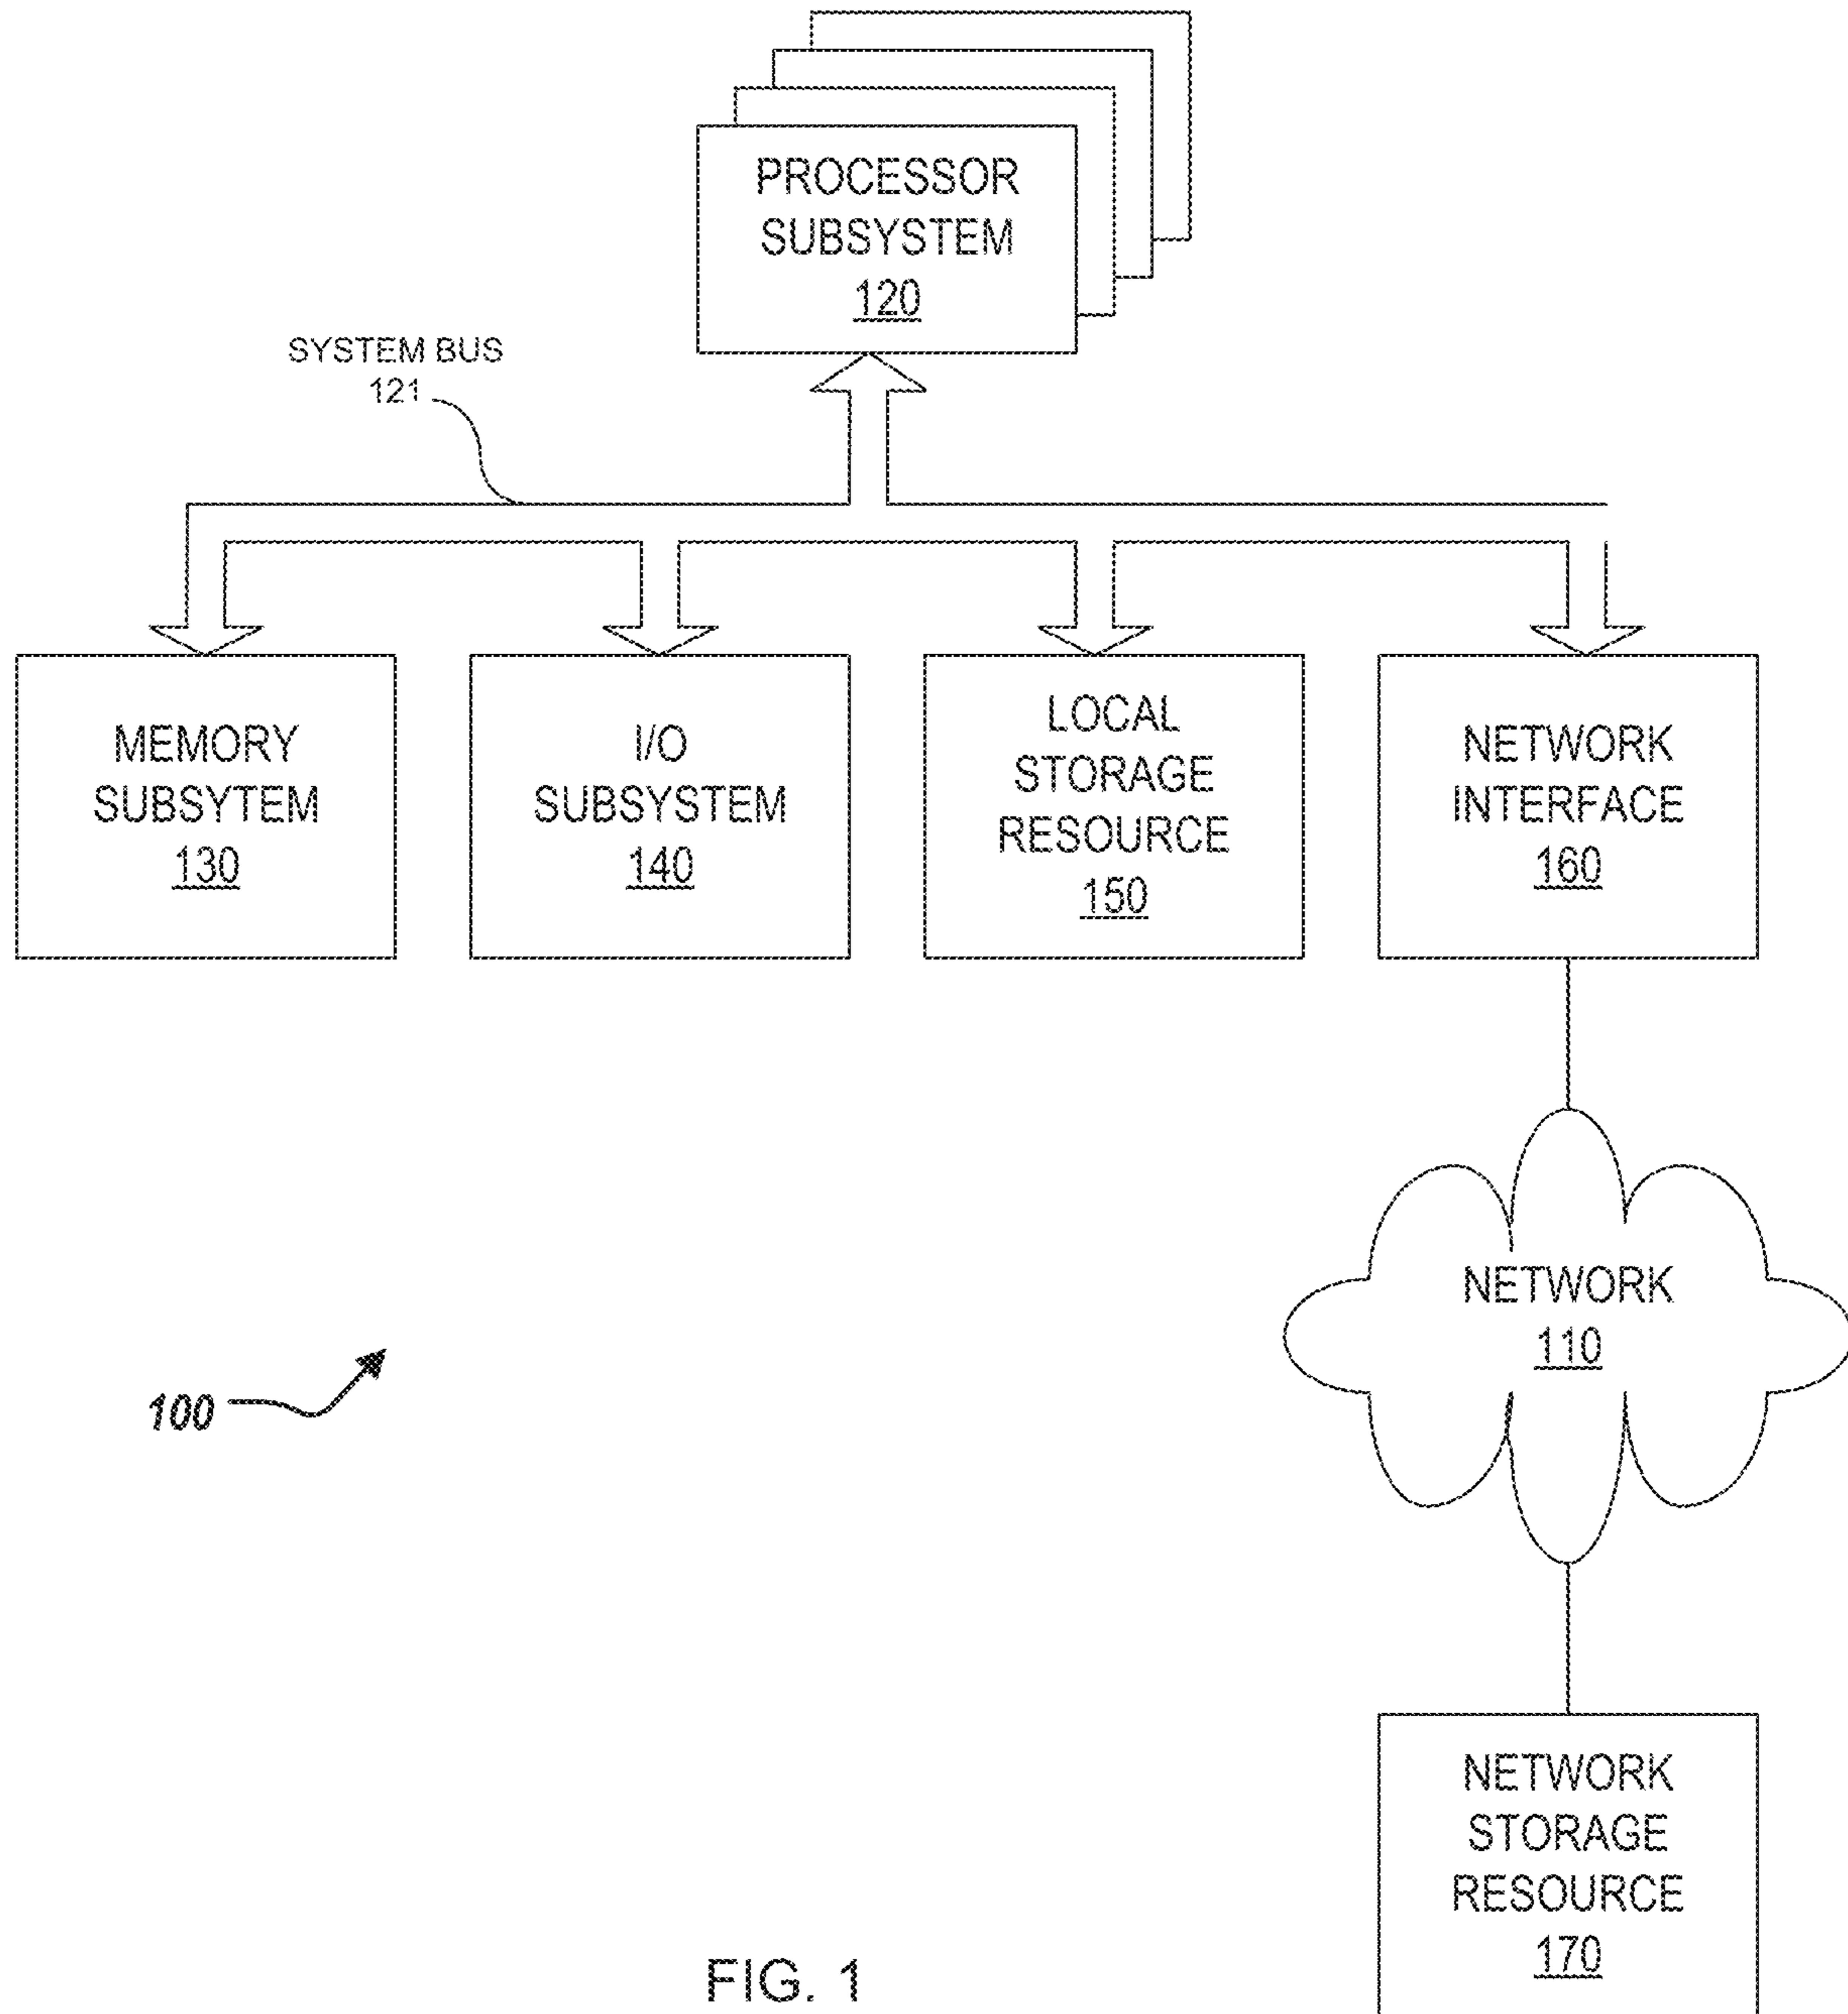 PROCESSOR
SUBSYSTEM
120
SYSTEM BUS
121
MEMORY
SUBSYTEM
130
I/O
SUBSYSTEM
140
LOCAL
STORAGE
RESOURCE
150
NETWORK
INTERFACE
160
NETWORK
110
100
NETWORK
STORAGE
RESOURCE
170
FIG. 1